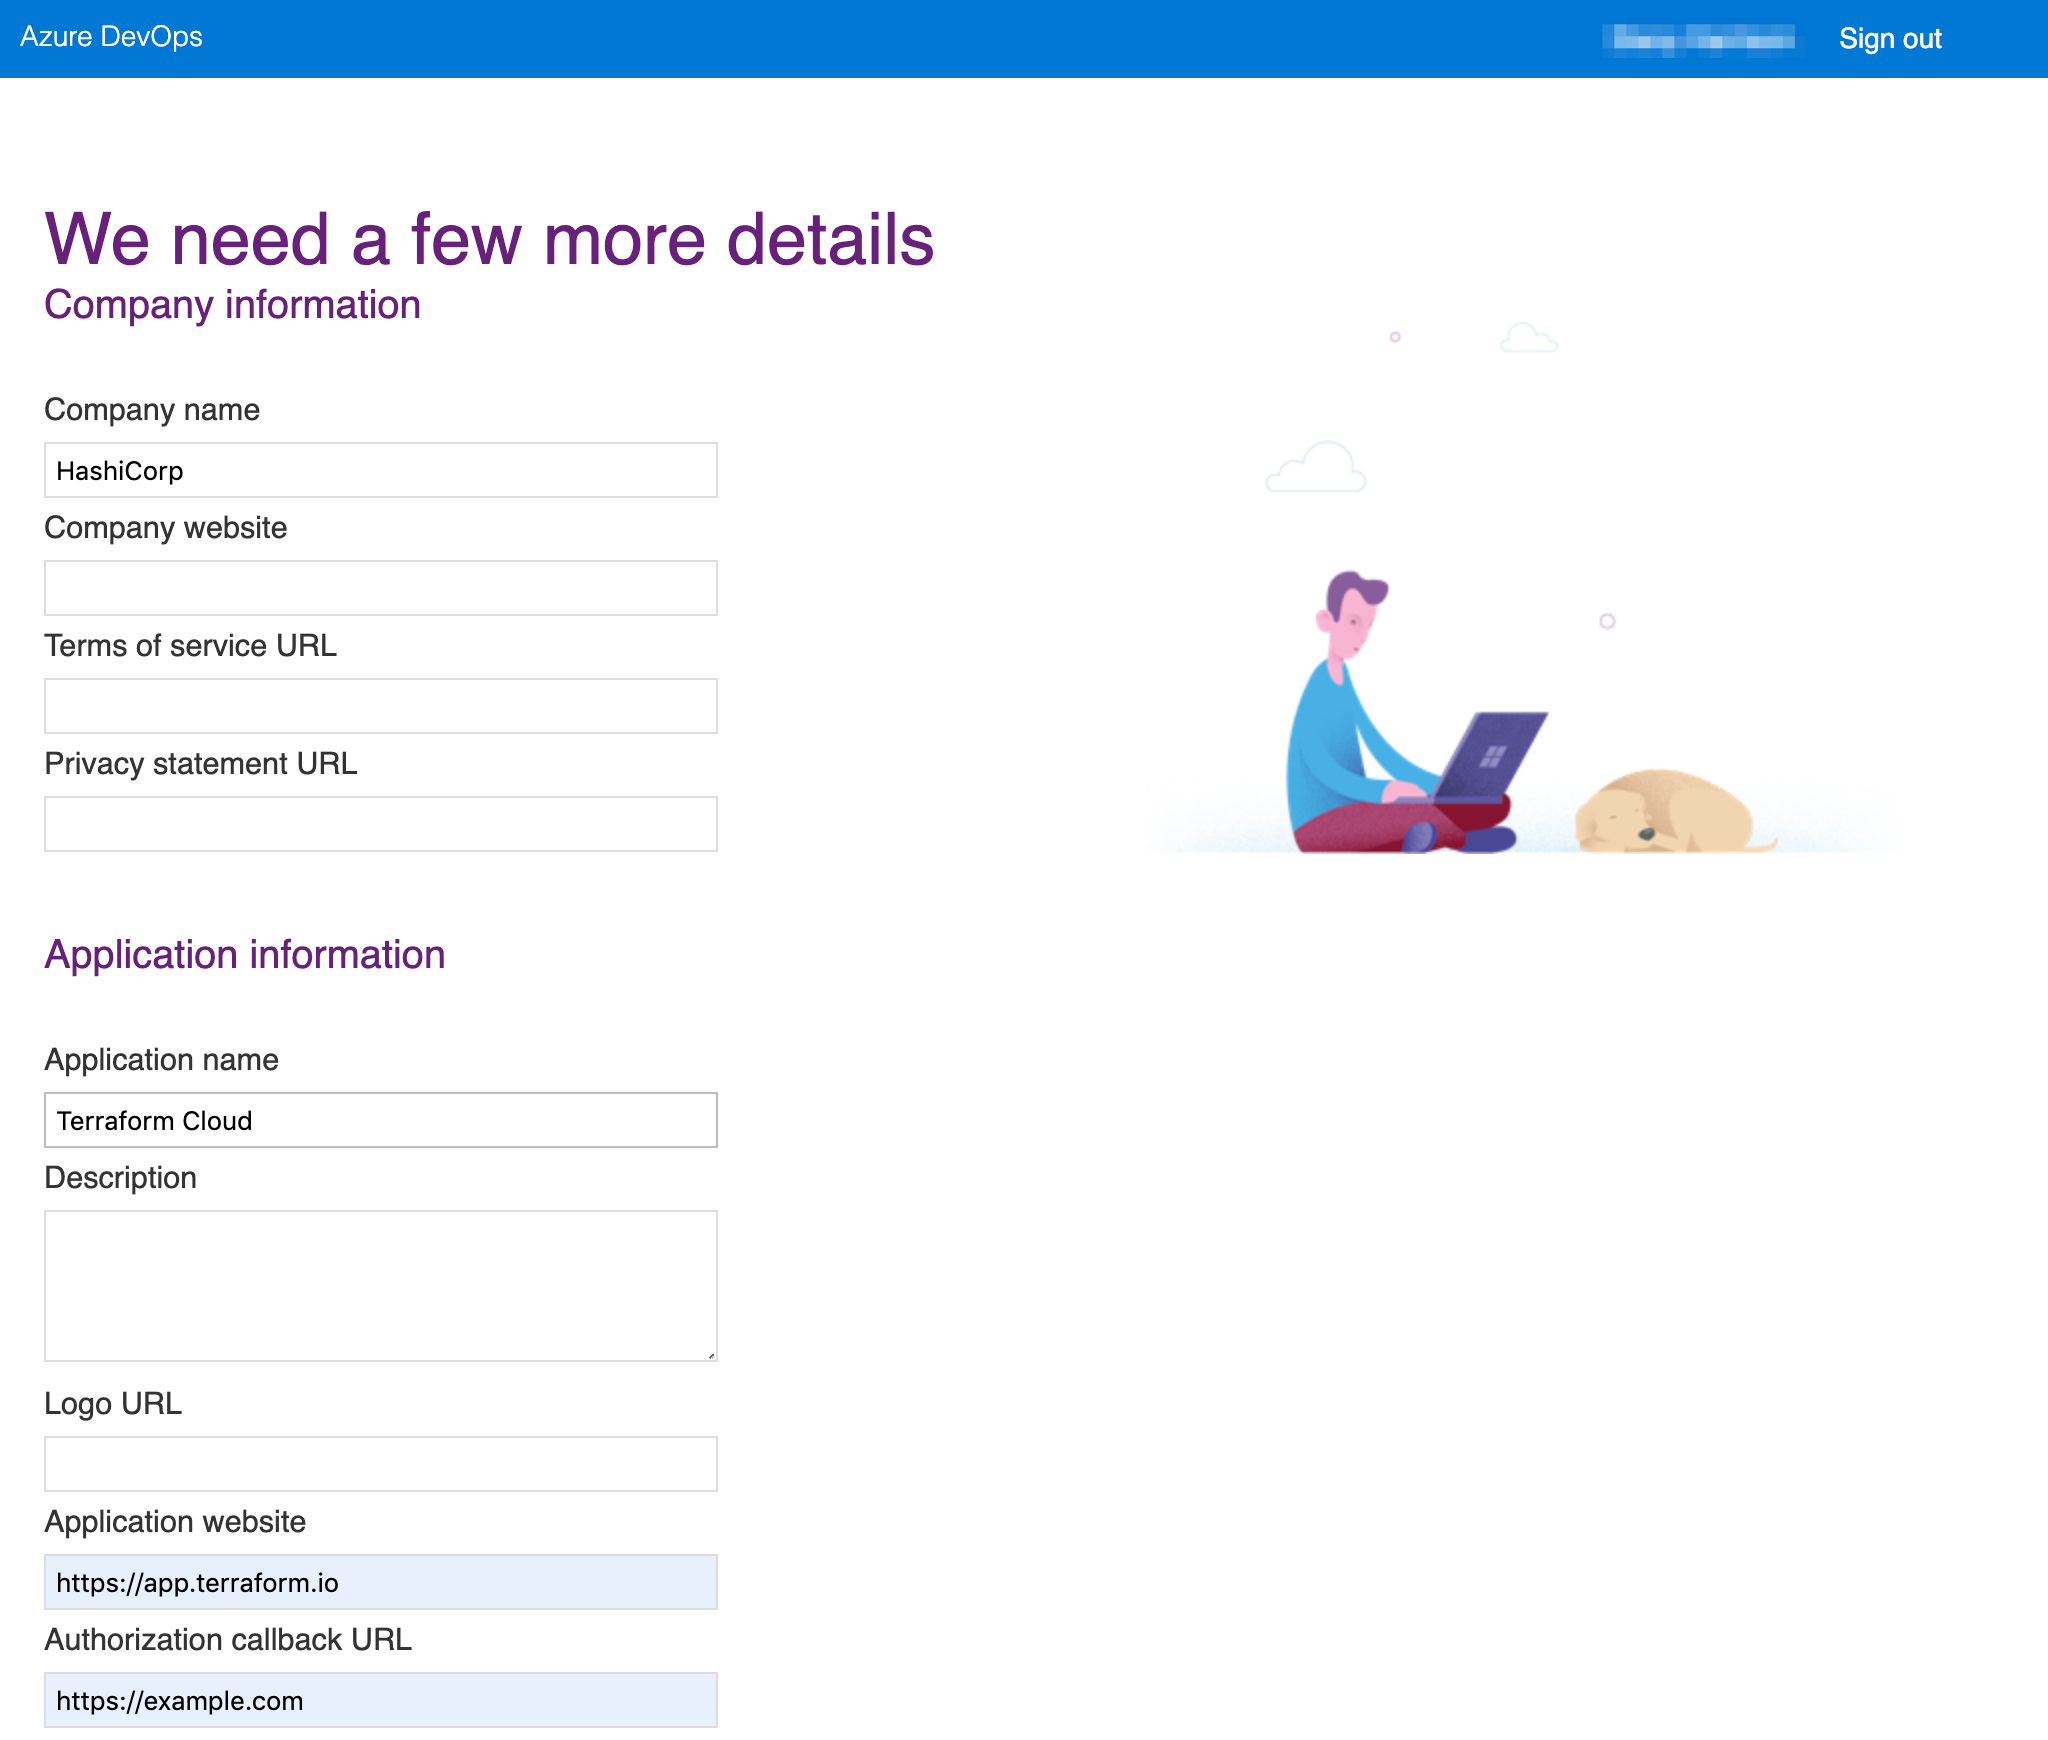 Azure DevOps
Sign out
We need a few more details
Company information
Company name
HashiCorp
Company website
Terms of service URL
Privacy statement URL
Application information
Application name
Terraform Cloud
Description
Logo URL
Application website
https://app.terraform.io
Authorization callback URL
https://example.com